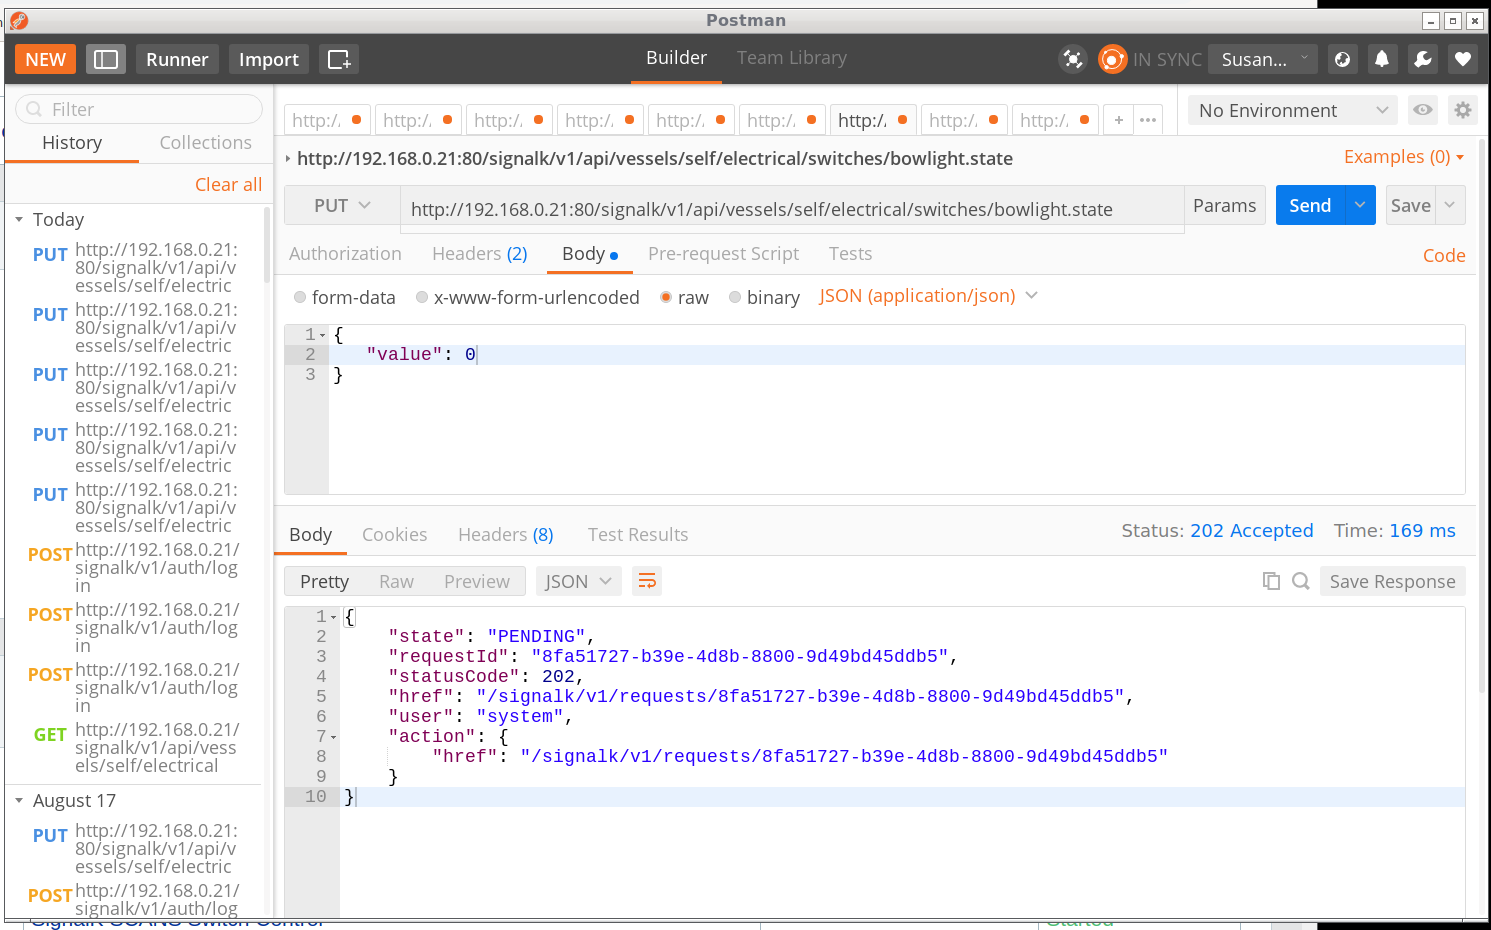 Postman
NEW Runner Import Builder Team Library IN SYNC Susan...
Filter
History Collections
Clear all
Today
PUT http://192.168.0.21:
80/signalk/v1/api/v
essels/self/electric
PUT http://192.168.0.21:
80/signalk/v1/api/v
essels/self/electric
PUT http://192.168.0.21:
80/signalk/v1/api/v
essels/self/electric
PUT http://192.168.0.21:
80/signalk/v1/api/v
essels/self/electric
PUT http://192.168.0.21:
80/signalk/v1/api/v
essels/self/electric
POST http://192.168.0.21/
signalk/v1/auth/log
in
POST http://192.168.0.21/
signalk/v1/auth/log
in
POST http://192.168.0.21/
signalk/v1/auth/log
in
GET http://192.168.0.21/
signalk/v1/api/vess
els/self/electrical
August 17
PUT http://192.168.0.21:
80/signalk/v1/api/v
essels/self/electric
POST http://192.168.0.21/
signalk/v1/auth/log
http:/. http:/. http:/. http:/. http:/. http:/. http:/. http:/. http:/. + ••• No Environment
http://192.168.0.21:80/signalk/v1/api/vessels/self/electrical/switches/bowlight.state Examples (0)
PUT http://192.168.0.21:80/signalk/v1/api/vessels/self/electrical/switches/bowlight.state Params Send Save
Authorization Headers (2) Body Pre-request Script Tests Code
form-data x-www-form-urlencoded raw binary JSON (application/json)
1 {
2 "value": 0
3 }
Body Cookies Headers (8) Test Results Status: 202 Accepted Time: 169 ms
Pretty Raw Preview JSON Save Response
1 {
2 "state": "PENDING",
3 "requestId": "8fa51727-b39e-4d8b-8800-9d49bd45ddb5",
4 "statusCode": 202,
5 "href": "/signalk/v1/requests/8fa51727-b39e-4d8b-8800-9d49bd45ddb5",
6 "user": "system",
7 "action": {
8 "href": "/signalk/v1/requests/8fa51727-b39e-4d8b-8800-9d49bd45ddb5"
9 }
10 }